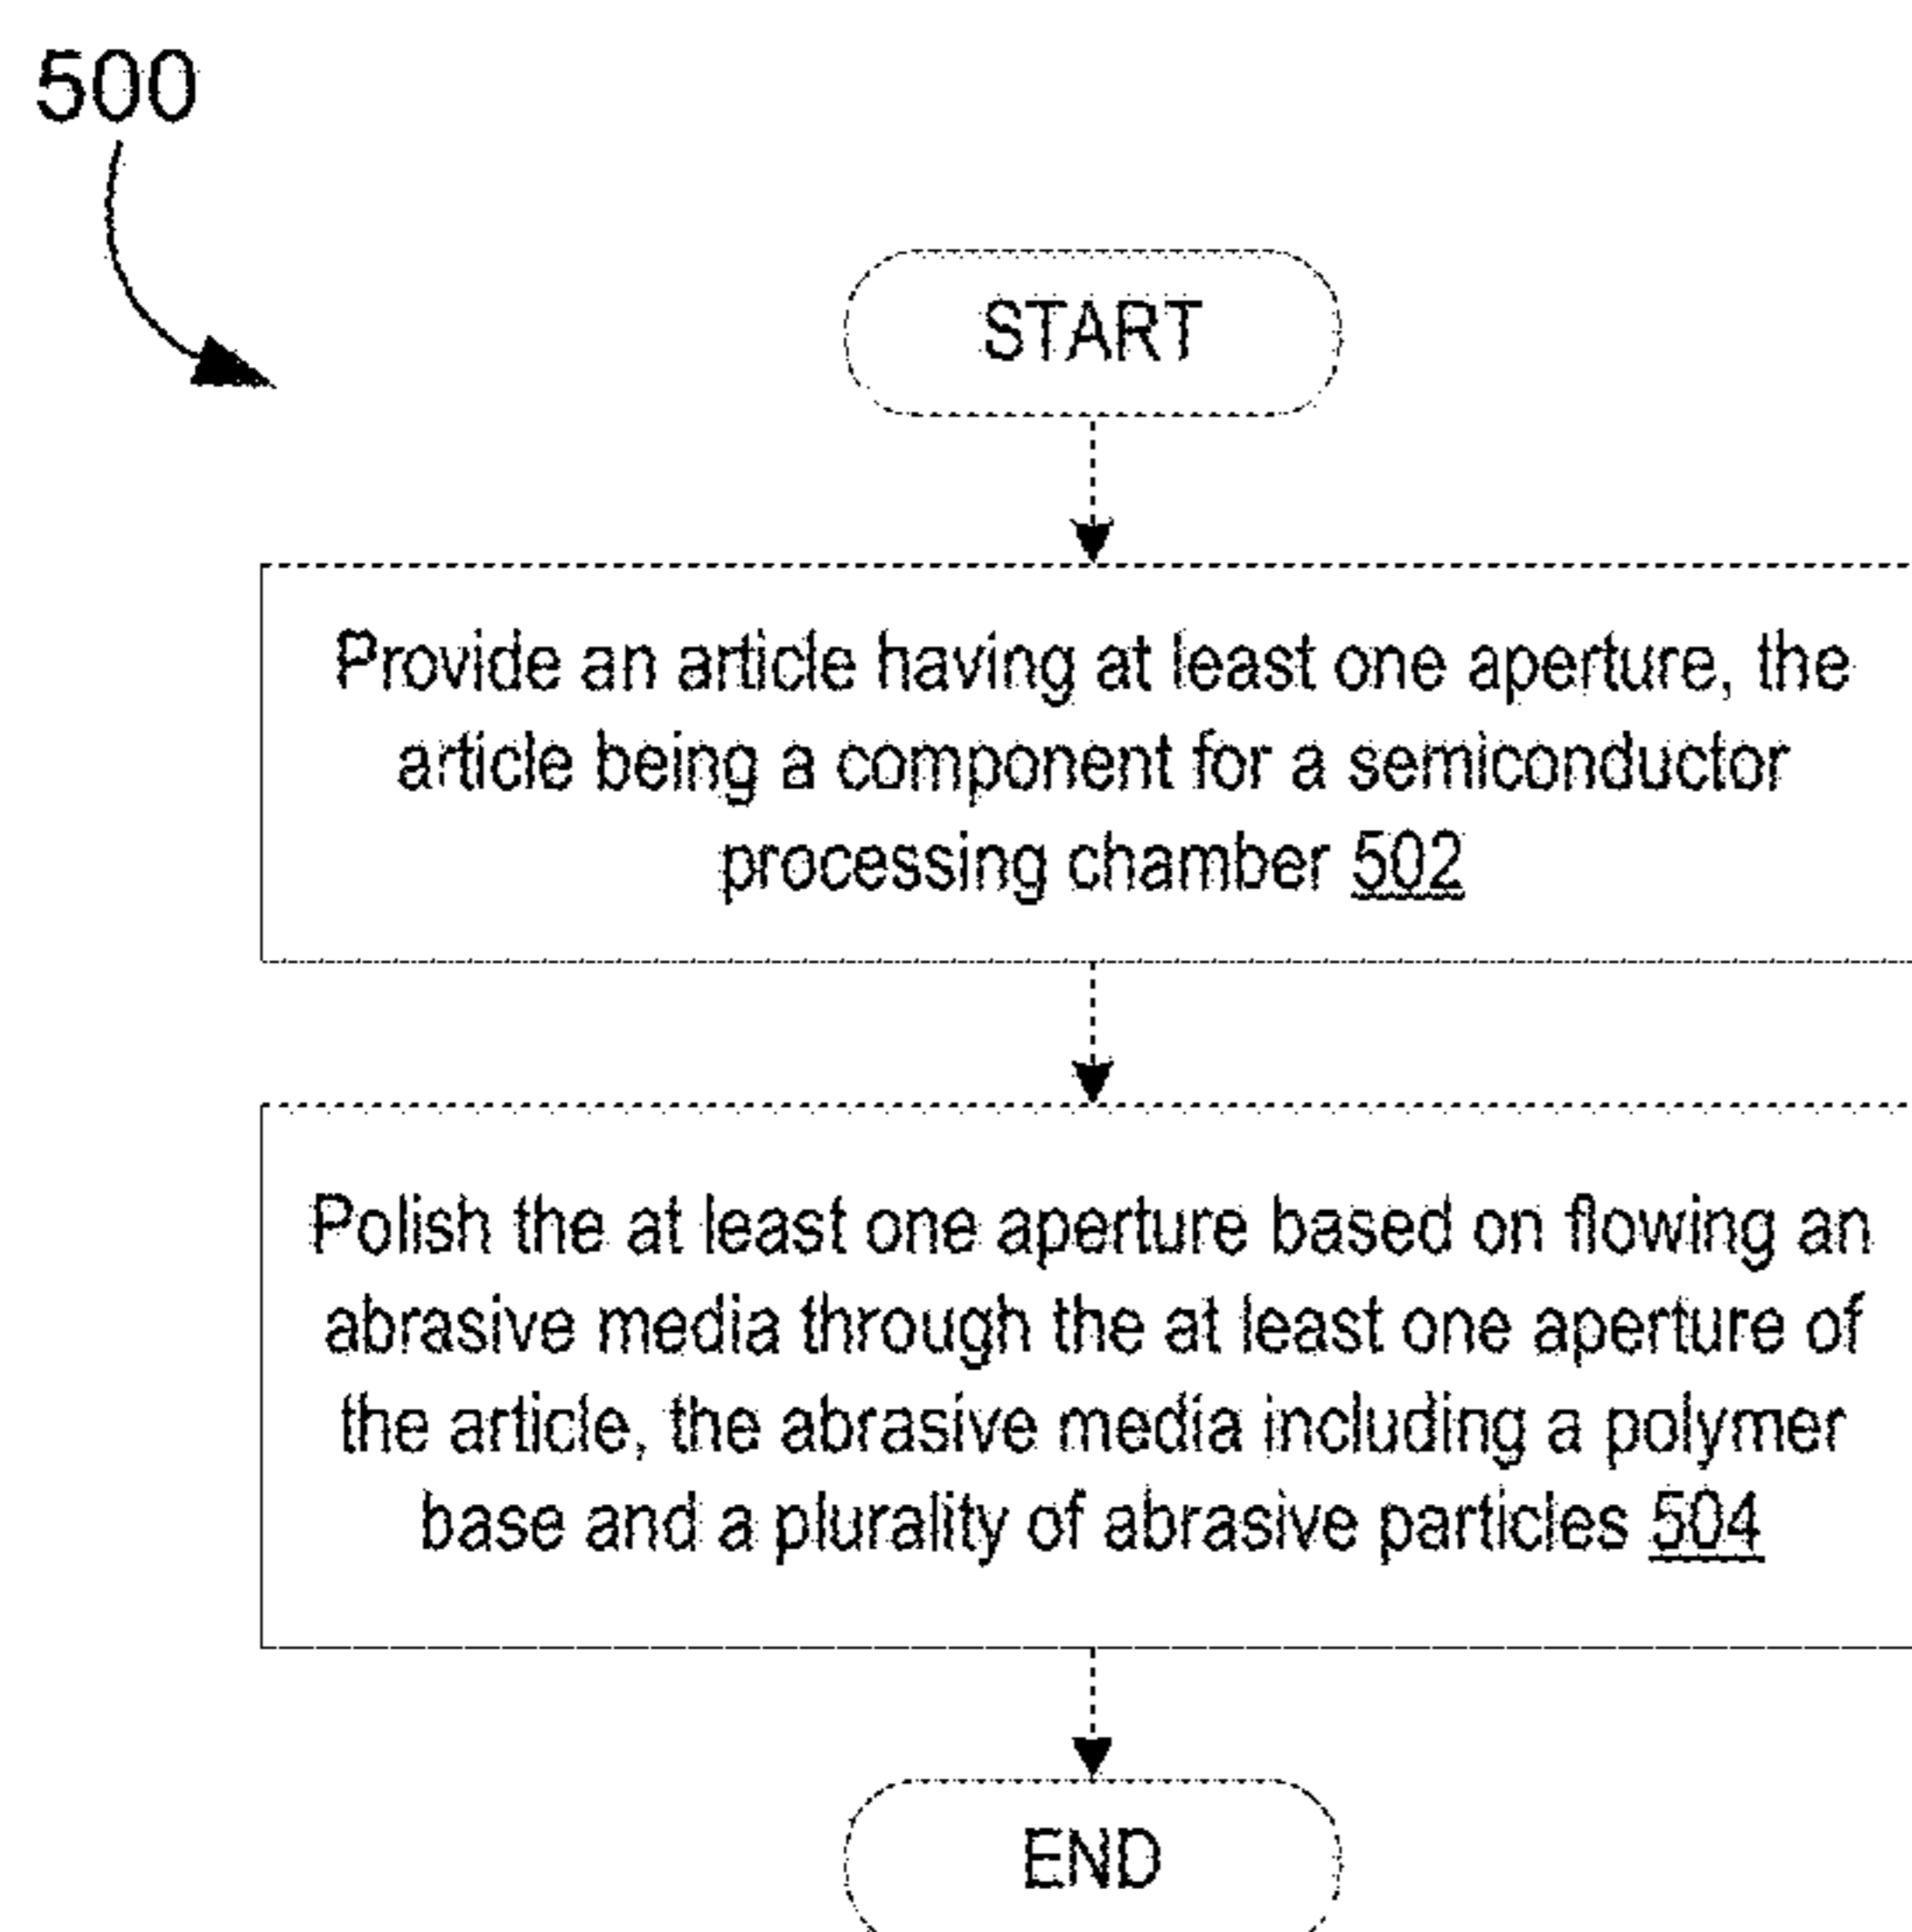 500
START
Provide an article having at least one aperture, the
article being a component for a semiconductor
processing chamber 502
Polish the at least one aperture based on flowing an
abrasive media through the at least one aperture of
the article, the abrasive media including a polymer
base and a plurality of abrasive particles 504
END